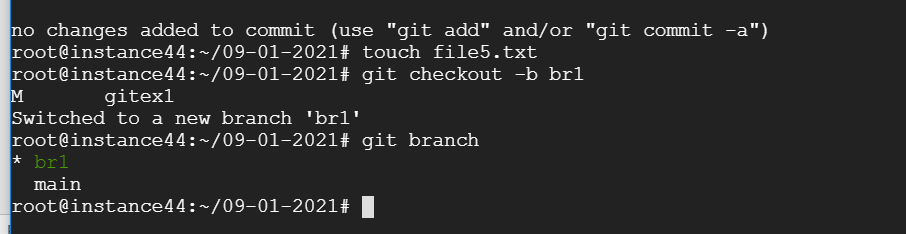 no changes added to commit (use "git add" and/or "git commit -a")
root@instance44:~/09-01-2021# touch file5.txt
root@instance44:~/09-01-2021# git checkout -b br1
M       gitex1
Switched to a new branch 'br1'
root@instance44:~/09-01-2021# git branch
* br1
  main
root@instance44:~/09-01-2021#